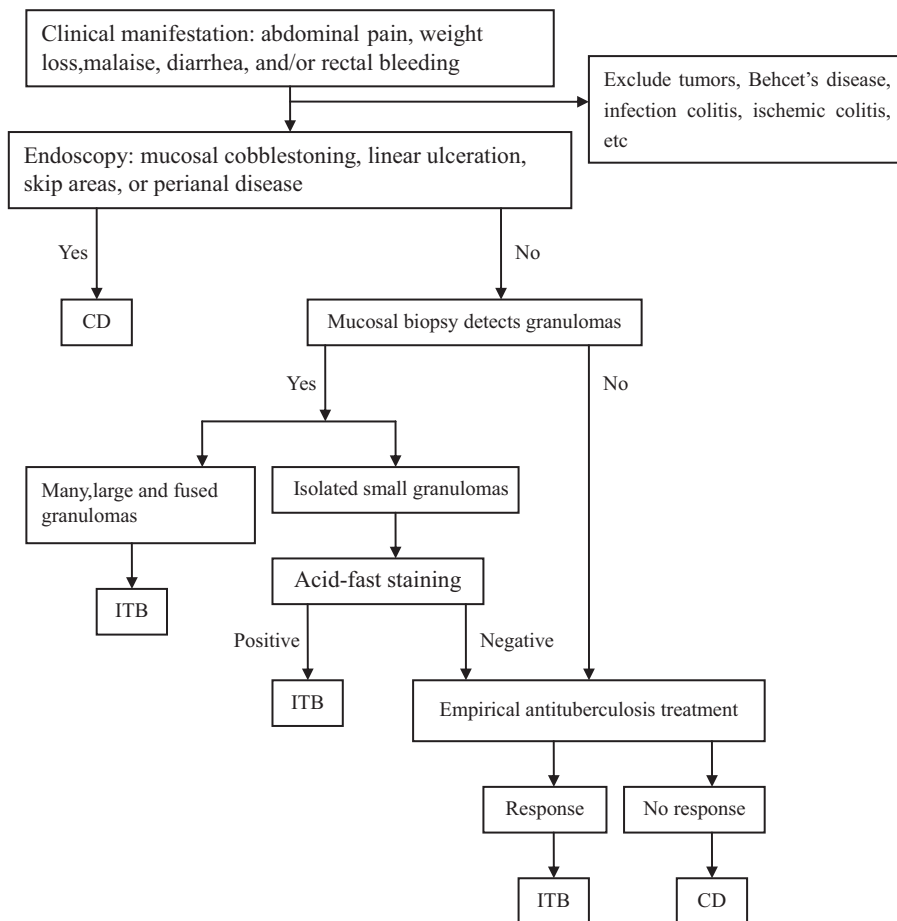 Clinical manifestation: abdominal pain, weight
loss,malaise, diarrhea, and/or rectal bleeding
Exclude tumors, Behcet's disease,
infection colitis, ischemic colitis,
etc
Endoscopy: mucosal cobblestoning, linear ulceration,
skip areas, or perianal disease
Yes
No
CD
Mucosal biopsy detects granulomas
Yes
No
Many,large and fused
granulomas
Isolated small granulomas
ITB
Acid-fast staining
Positive
Negative
ITB
Empirical antituberculosis treatment
Response
No response
ITB
CD